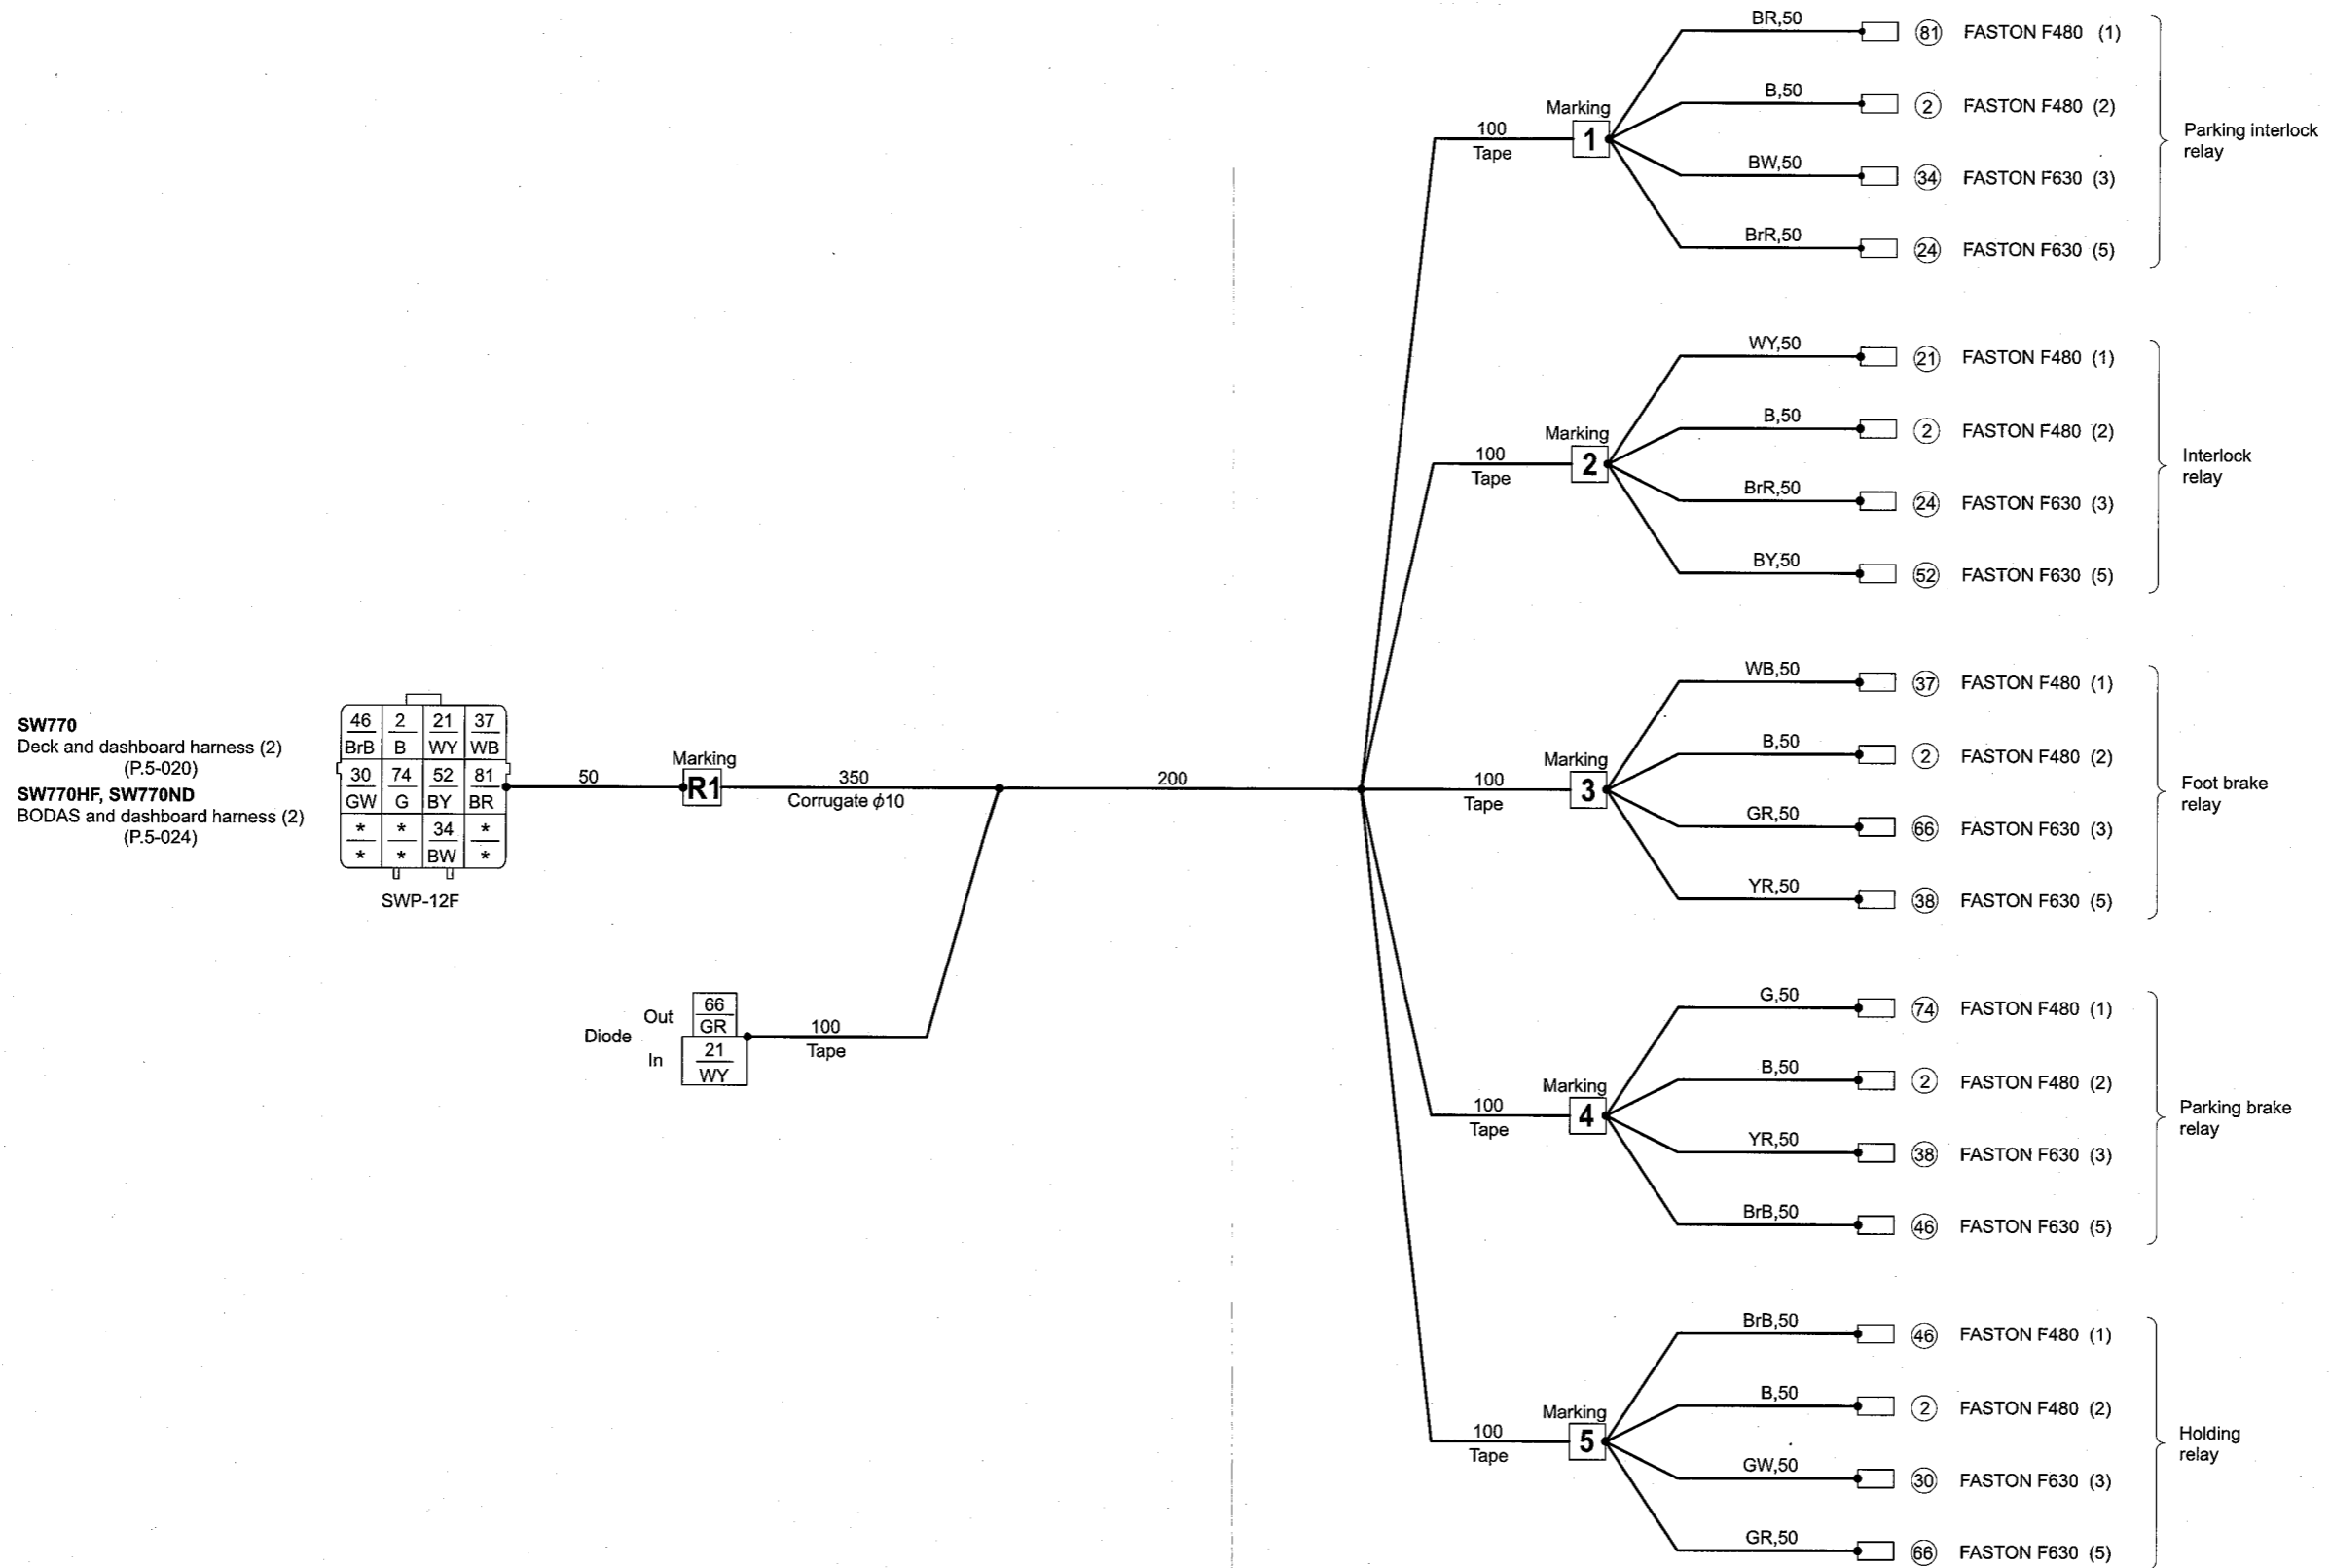 SW770
Deck and dashboard harness (2)
(P.5-020)
SW770HF, SW770ND
BODAS and dashboard harness (2)
(P.5-024)
46 2 21 37
BrB B WY WB
30 74 52 81
GW G BY BR
* * 34 *
* * BW *
SWP-12F
50
Marking
R1
350
Corrugate ϕ10
200
Diode
Out
66
GR
In
21
WY
100
Tape
100
Tape
Marking
1
BR,50 81 FASTON F480 (1)
B,50 2 FASTON F480 (2)
BW,50 34 FASTON F630 (3)
BrR,50 24 FASTON F630 (5)
Parking interlock
relay
100
Tape
Marking
2
WY,50 21 FASTON F480 (1)
B,50 2 FASTON F480 (2)
BrR,50 24 FASTON F630 (3)
BY,50 52 FASTON F630 (5)
Interlock
relay
100
Tape
Marking
3
WB,50 37 FASTON F480 (1)
B,50 2 FASTON F480 (2)
GR,50 66 FASTON F630 (3)
YR,50 38 FASTON F630 (5)
Foot brake
relay
100
Tape
Marking
4
G,50 74 FASTON F480 (1)
B,50 2 FASTON F480 (2)
YR,50 38 FASTON F630 (3)
BrB,50 46 FASTON F630 (5)
Parking brake
relay
100
Tape
Marking
5
BrB,50 46 FASTON F480 (1)
B,50 2 FASTON F480 (2)
GW,50 30 FASTON F630 (3)
GR,50 66 FASTON F630 (5)
Holding
relay